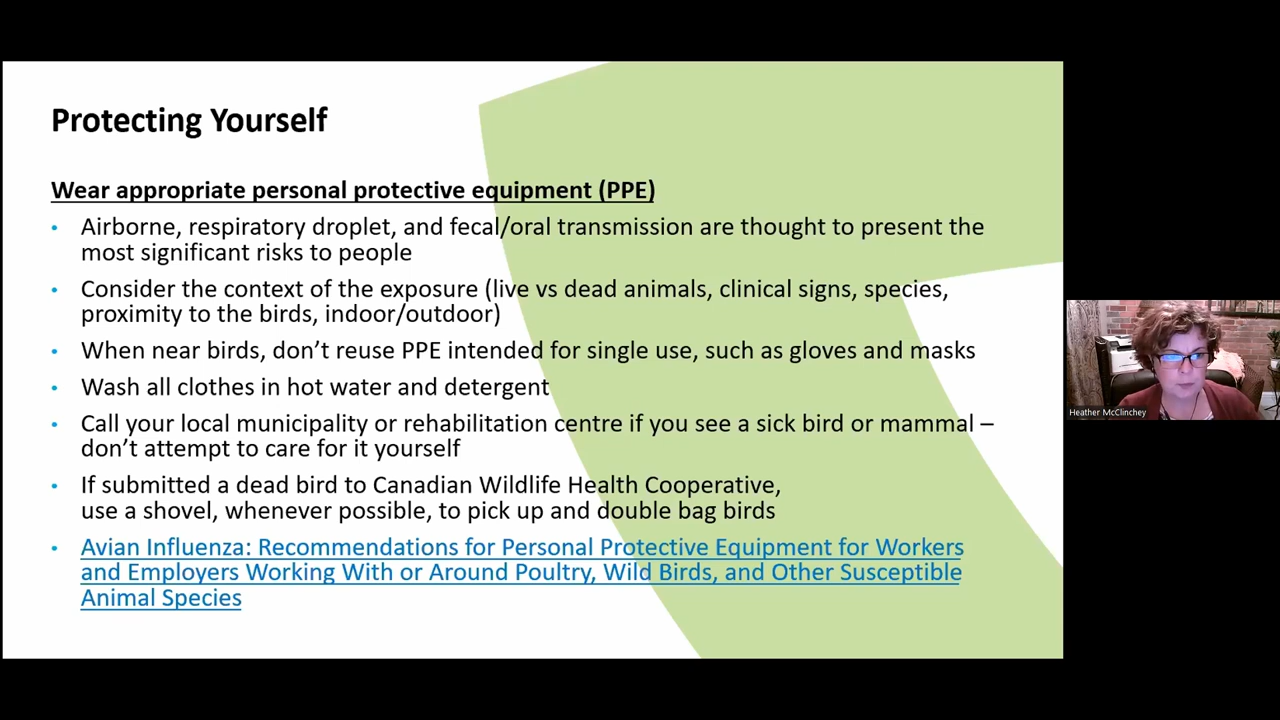 Protecting Yourself
Wear appropriate personal protective equipment (PPE)
• Airborne, respiratory droplet, and fecal/oral transmission are thought to present the
most significant risks to people
• Consider the context of the exposure (live vs dead animals, clinical signs, species,
proximity to the birds, indoor/outdoor)
• When near birds, don’t reuse PPE intended for single use, such as gloves and masks
• Wash all clothes in hot water and detergent
• Call your local municipality or rehabilitation centre if you see a sick bird or mammal –
don’t attempt to care for it yourself
• If submitted a dead bird to Canadian Wildlife Health Cooperative,
use a shovel, whenever possible, to pick up and double bag birds
• Avian Influenza: Recommendations for Personal Protective Equipment for Workers
and Employers Working With or Around Poultry, Wild Birds, and Other Susceptible
Animal Species
Heather McClinchey